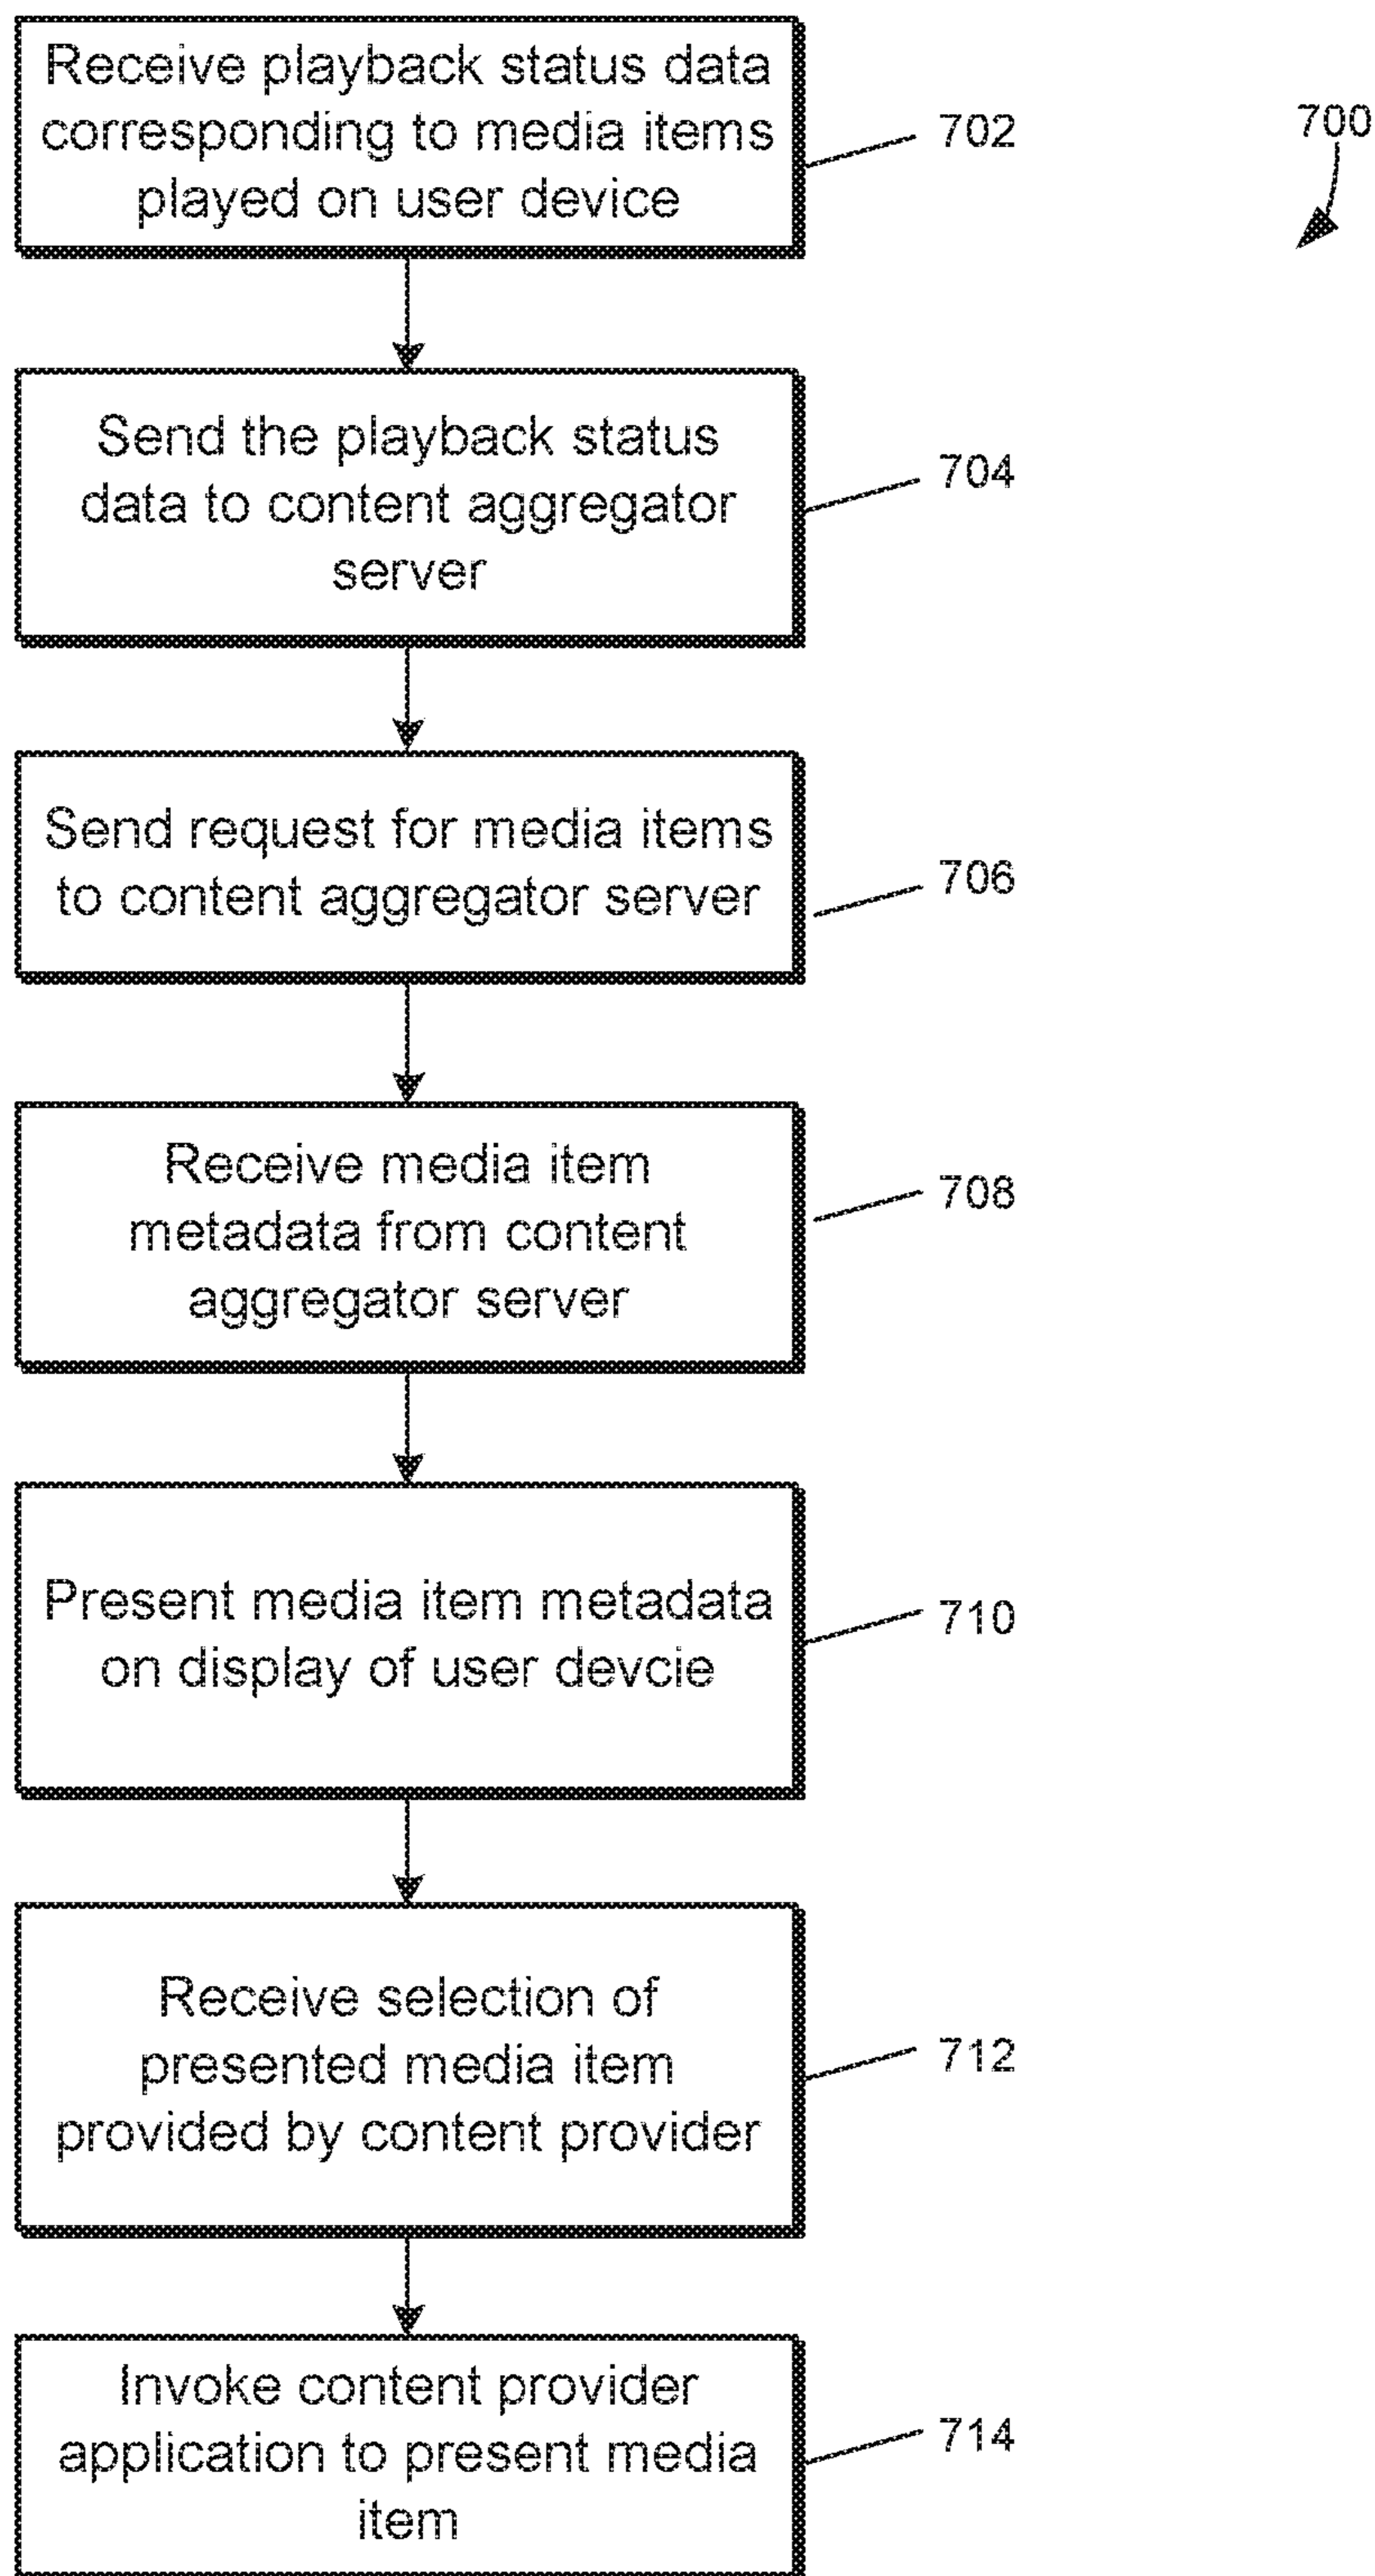 Receive playback status data
corresponding to media items
played on user device
702
700
Send the playback status
data to content aggregator
server
704
Send request for media items
to content aggregator server
706
Receive media item
metadata from content
aggregator server
708
Present media item metadata
on display of user devcie
710
Receive selection of
presented media item
provided by content provider
712
Invoke content provider
application to present media
item
714